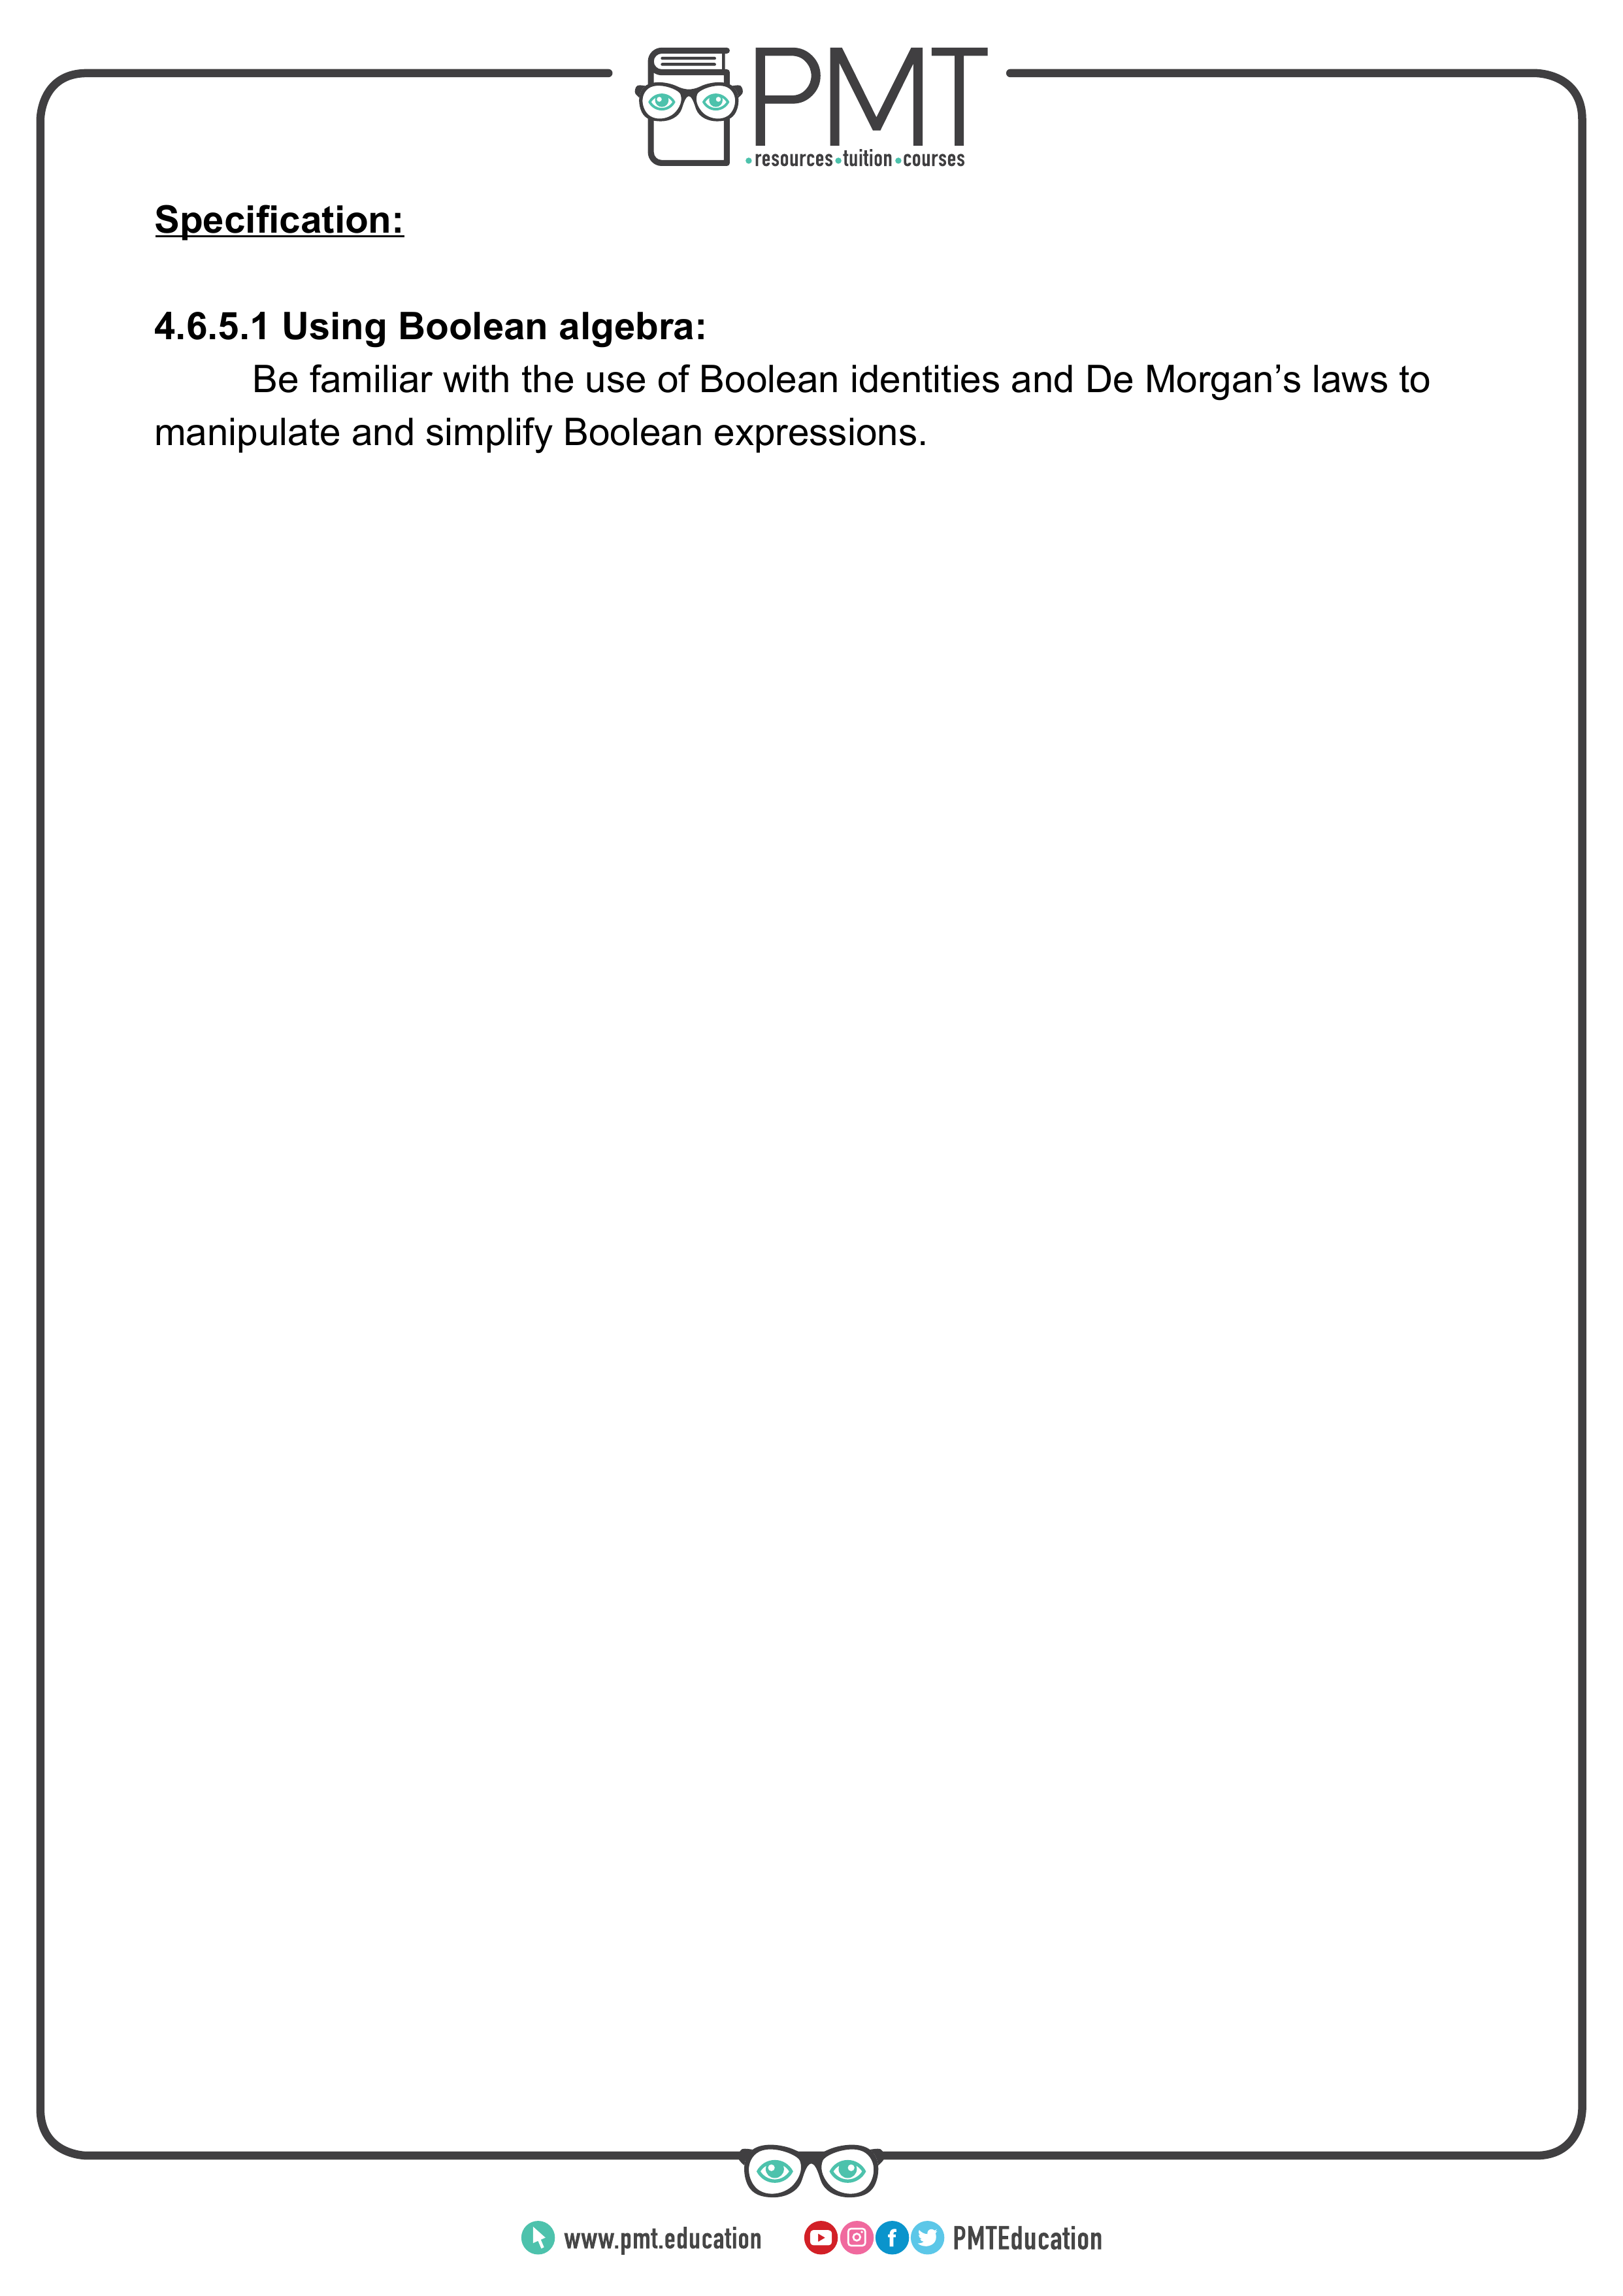 PMT
resources tuition courses
Specification:
4.6.5.1 Using Boolean algebra:
Be familiar with the use of Boolean identities and De Morgan’s laws to
manipulate and simplify Boolean expressions.
www.pmt.education PMTEducation